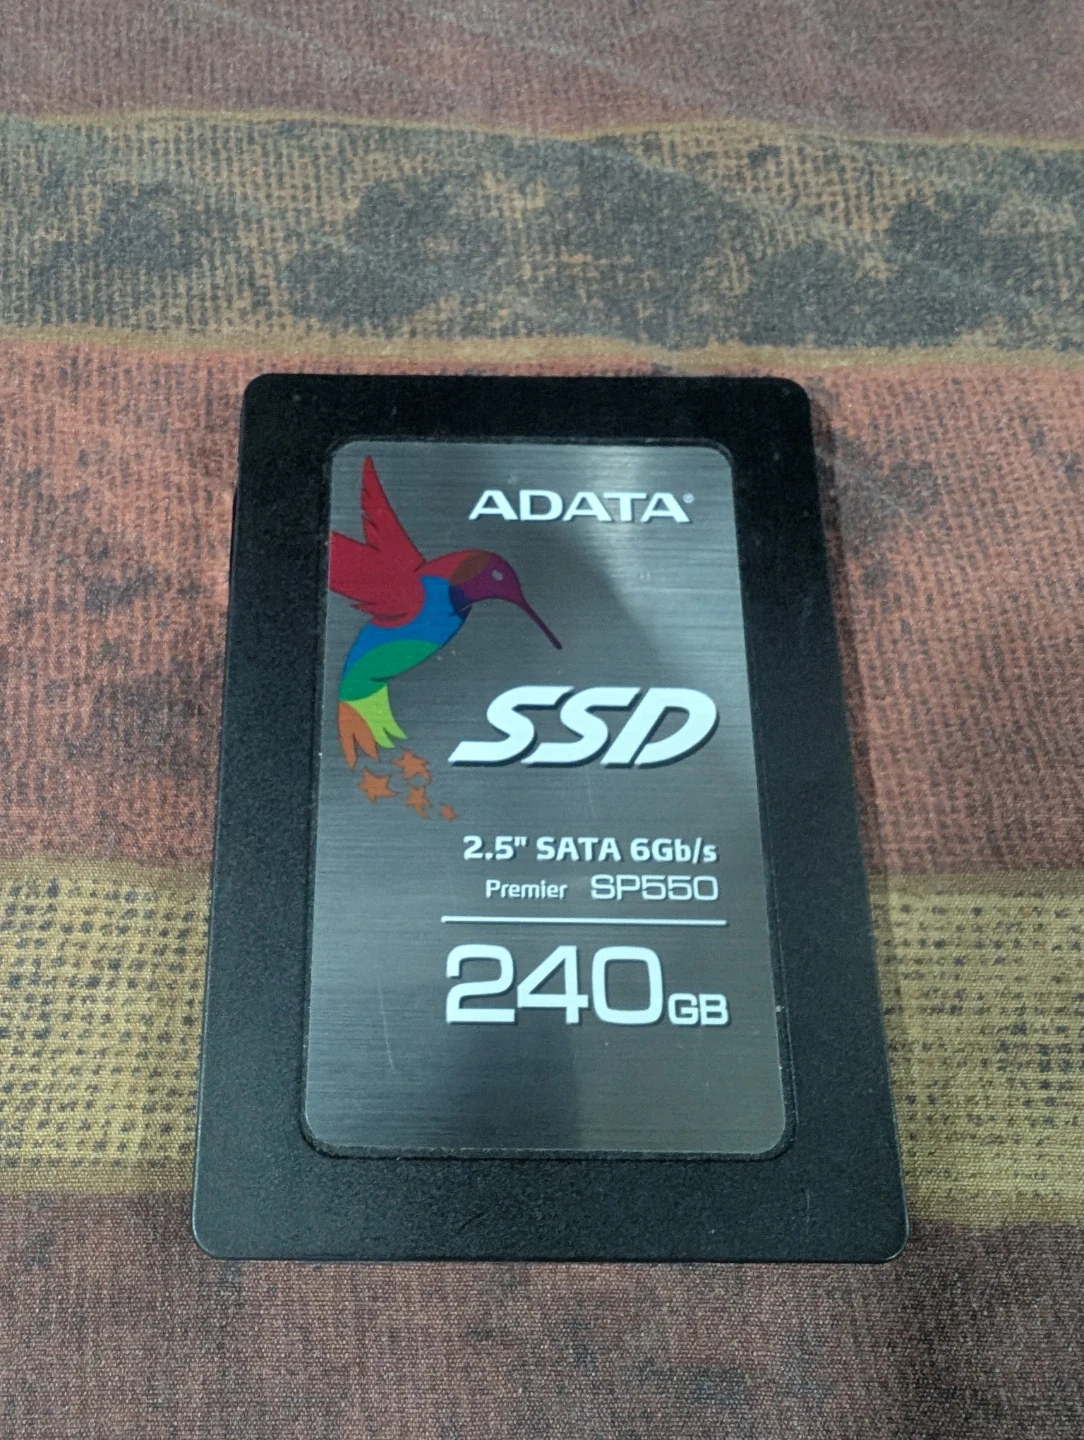 ADATA®
SSD
2.5" SATA 6Gb/s
Premier SP550
240GB